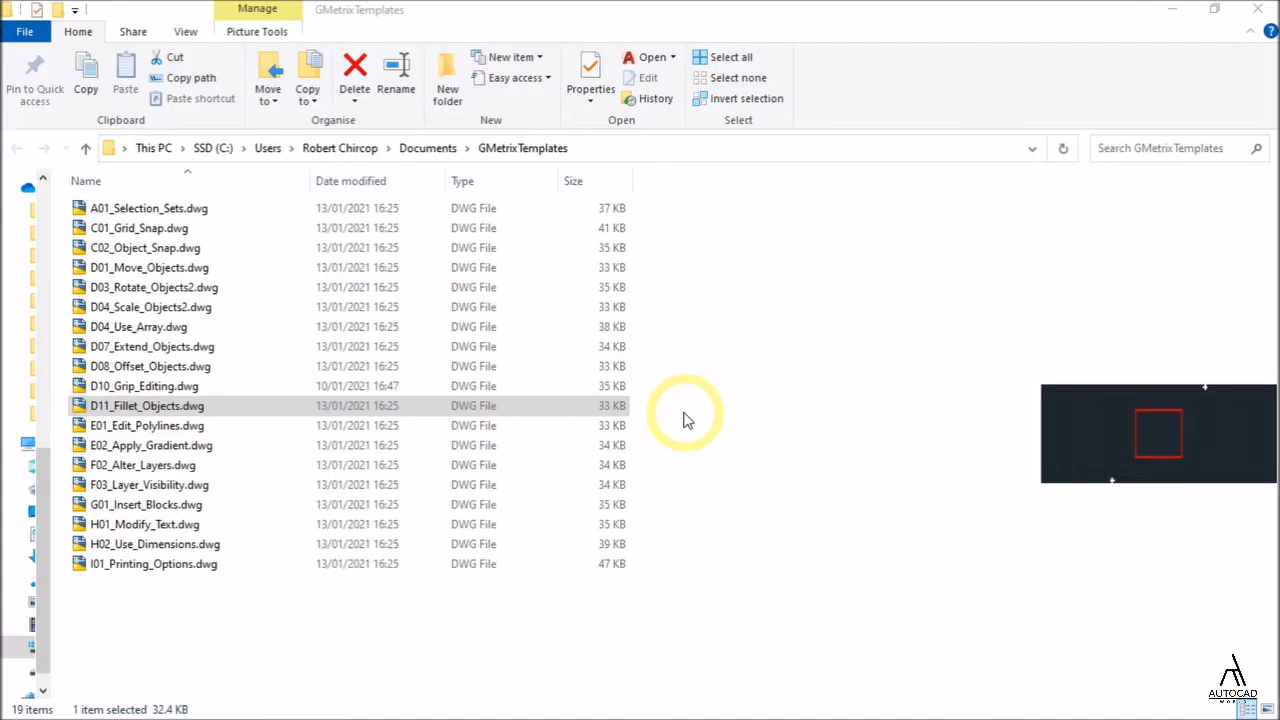 Manage
GMetrixTemplates
File
Home
Share
View
Picture Tools
Pin to Quick access
Copy
Paste
Cut
Copy path
Paste shortcut
Clipboard
Move to
Copy to
Delete
Rename
Organise
New folder
New item
Easy access
New
Properties
Open
Edit
History
Open
Select all
Select none
Invert selection
Select
This PC > SSD (C:) > Users > Robert Chircop > Documents > GMetrixTemplates
Search GMetrixTemplates
Name Date modified Type Size
A01_Selection_Sets.dwg 13/01/2021 16:25 DWG File 37 KB
C01_Grid_Snap.dwg 13/01/2021 16:25 DWG File 41 KB
C02_Object_Snap.dwg 13/01/2021 16:25 DWG File 35 KB
D01_Move_Objects.dwg 13/01/2021 16:25 DWG File 33 KB
D03_Rotate_Objects2.dwg 13/01/2021 16:25 DWG File 35 KB
D04_Scale_Objects2.dwg 13/01/2021 16:25 DWG File 33 KB
D04_Use_Array.dwg 13/01/2021 16:25 DWG File 38 KB
D07_Extend_Objects.dwg 13/01/2021 16:25 DWG File 34 KB
D08_Offset_Objects.dwg 13/01/2021 16:25 DWG File 33 KB
D10_Grip_Editing.dwg 10/01/2021 16:47 DWG File 35 KB
D11_Fillet_Objects.dwg 13/01/2021 16:25 DWG File 33 KB
E01_Edit_Polylines.dwg 13/01/2021 16:25 DWG File 33 KB
E02_Apply_Gradient.dwg 13/01/2021 16:25 DWG File 34 KB
F02_Alter_Layers.dwg 13/01/2021 16:25 DWG File 34 KB
F03_Layer_Visibility.dwg 13/01/2021 16:25 DWG File 34 KB
G01_Insert_Blocks.dwg 13/01/2021 16:25 DWG File 35 KB
H01_Modify_Text.dwg 13/01/2021 16:25 DWG File 35 KB
H02_Use_Dimensions.dwg 13/01/2021 16:25 DWG File 39 KB
I01_Printing_Options.dwg 13/01/2021 16:25 DWG File 47 KB
AUTOCAD
19 items 1 item selected 32.4 KB